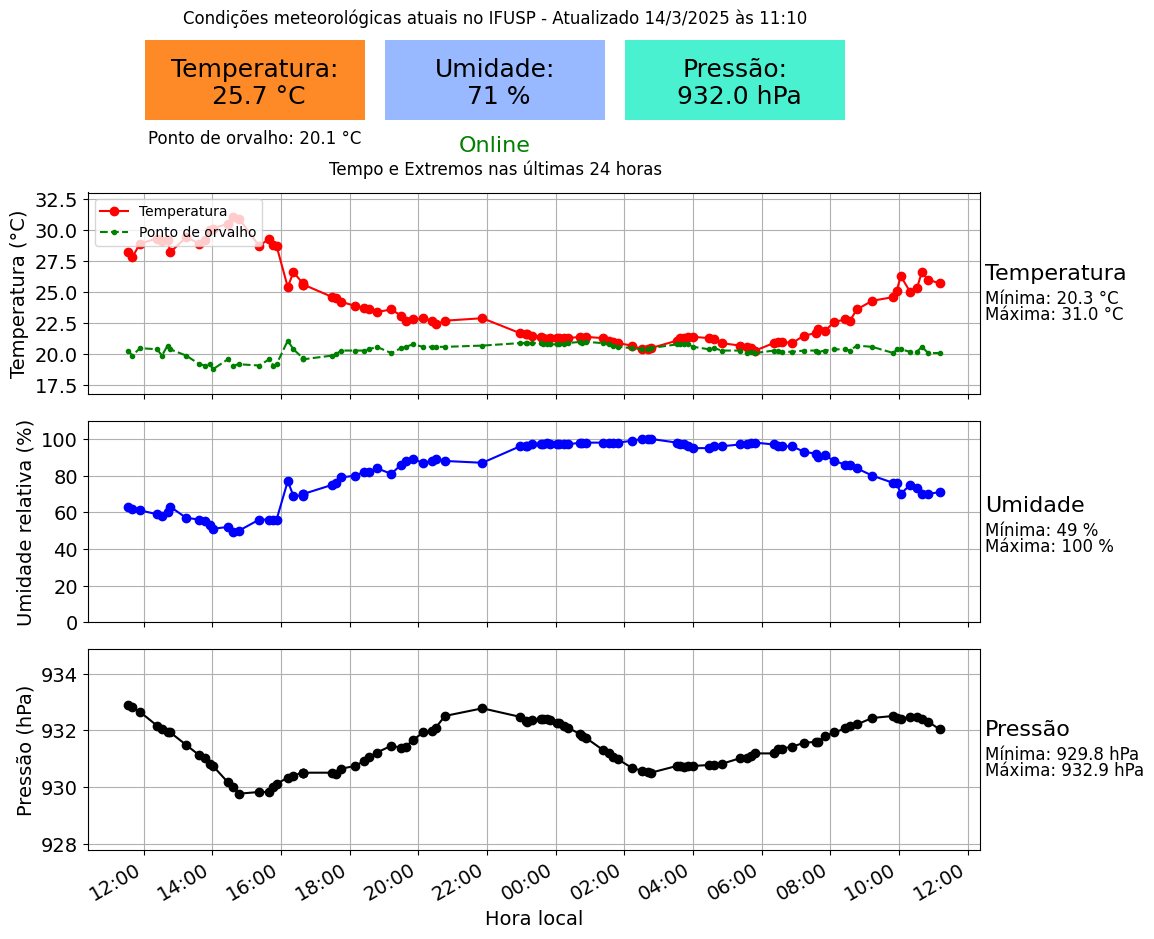 Condições meteorológicas atuais no IFUSP - Atualizado 14/3/2025 às 11:10
Temperatura:
25.7 °C
Umidade:
71 %
Pressão:
932.0 hPa
Ponto de orvalho: 20.1 °C
Online
Tempo e Extremos nas últimas 24 horas
Temperatura (°C)
32.5
30.0
27.5
25.0
22.5
20.0
17.5
Temperatura
Ponto de orvalho
Temperatura
Mínima: 20.3 °C
Máxima: 31.0 °C
Umidade relativa (%)
100
80
60
40
20
0
Umidade
Mínima: 49 %
Máxima: 100 %
Pressão (hPa)
934
932
930
928
Pressão
Mínima: 929.8 hPa
Máxima: 932.9 hPa
12:00
14:00
16:00
18:00
20:00
22:00
00:00
02:00
04:00
06:00
08:00
10:00
12:00
Hora local